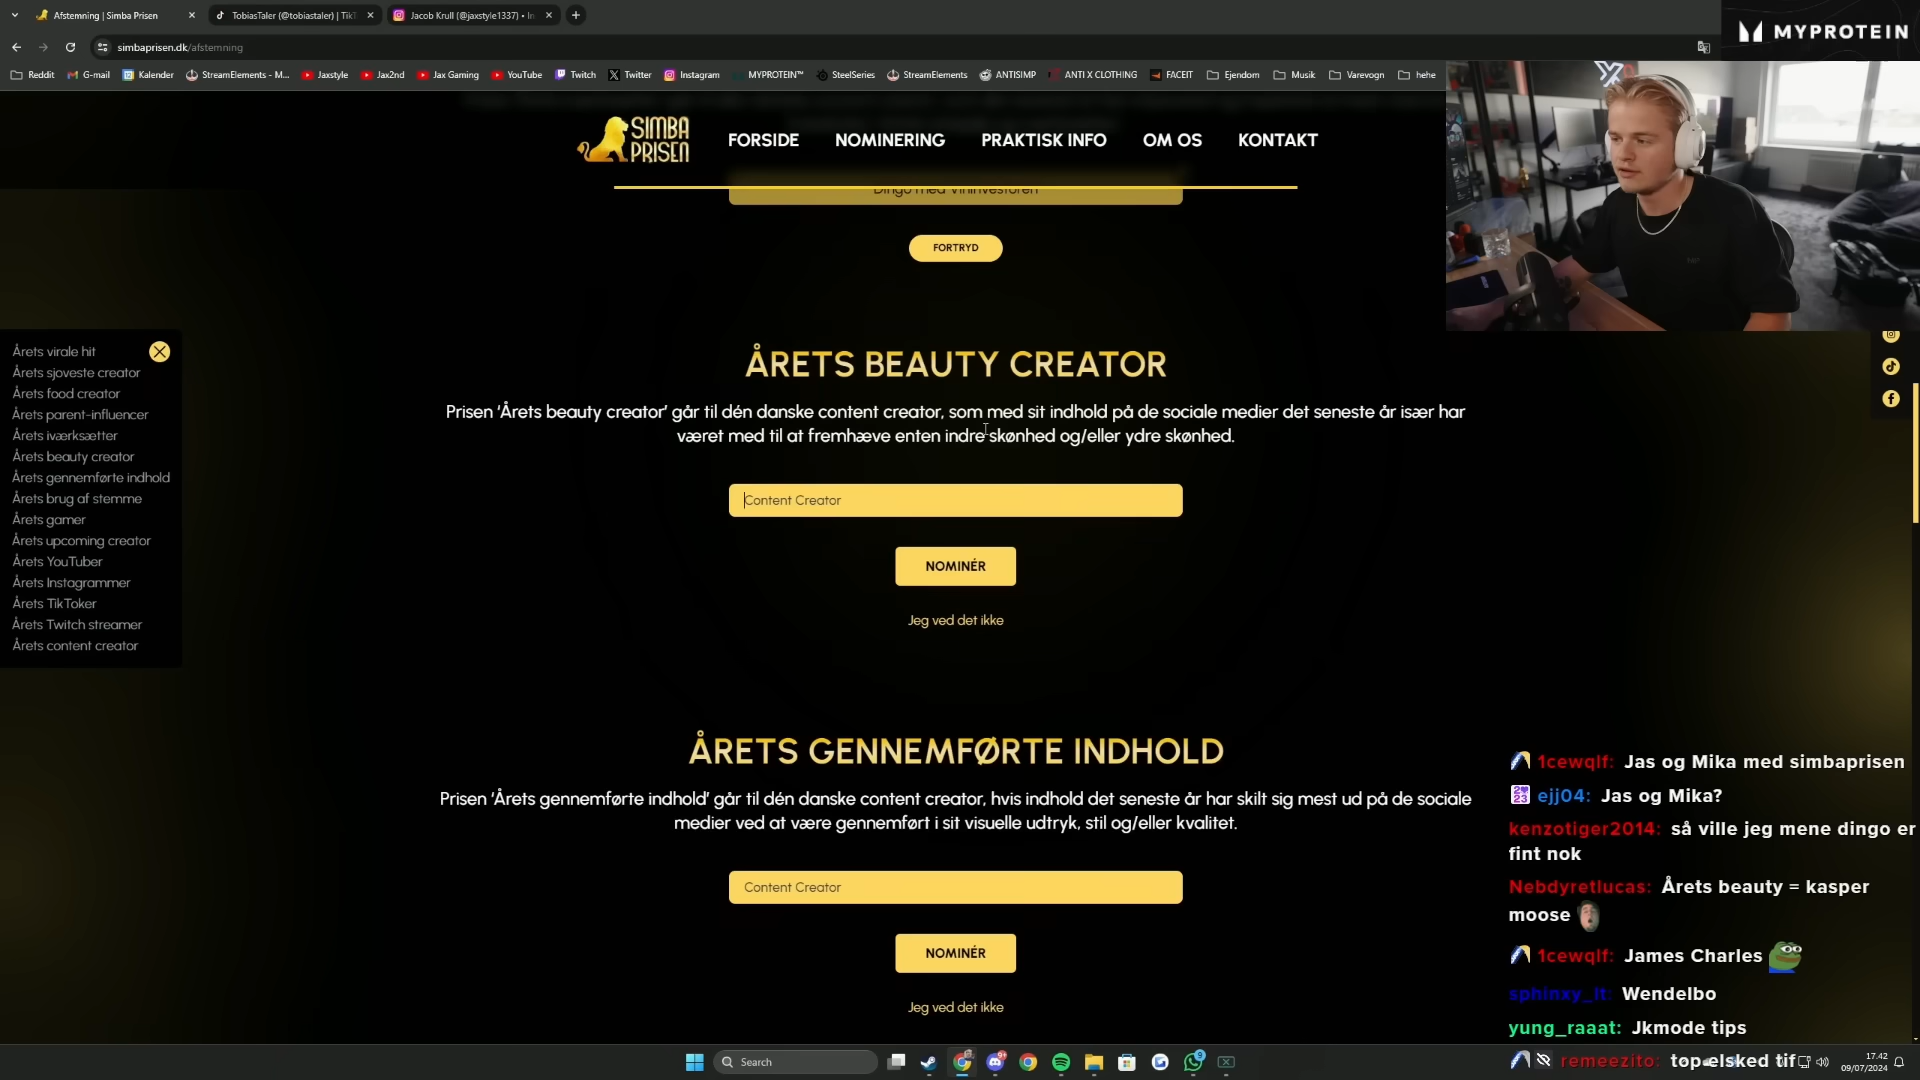 Afstemning | Simba Prisen
TobiasTaler (@tobiastaler) | TikT
Jacob Krull (@jaxstyle1337) • In
simbaprisen.dk/afstemning
Reddit
G-mail
Kalender
StreamElements - M...
Jaxstyle
Jax2nd
Jax Gaming
YouTube
Twitch
Twitter
Instagram
MYPROTEIN™
SteelSeries
StreamElements
ANTISIMP
ANTI X CLOTHING
FACEIT
Ejendom
Musik
Varevogn
hehe
MYPROTEIN
SIMBA
PRISEN
FORSIDE
NOMINERING
PRAKTISK INFO
OM OS
KONTAKT
Dingo med Vininvestoren
FORTRYD
Årets virale hit
Årets sjoveste creator
Årets food creator
Årets parent-influencer
Årets iværksætter
Årets beauty creator
Årets gennemførte indhold
Årets brug af stemme
Årets gamer
Årets upcoming creator
Årets YouTuber
Årets Instagrammer
Årets TikToker
Årets Twitch streamer
Årets content creator
ÅRETS BEAUTY CREATOR
Prisen ‘Årets beauty creator’ går til dén danske content creator, som med sit indhold på de sociale medier det seneste år især har
været med til at fremhæve enten indre skønhed og/eller ydre skønhed.
Content Creator
NOMINÉR
Jeg ved det ikke
ÅRETS GENNEMFØRTE INDHOLD
Prisen ‘Årets gennemførte indhold’ går til dén danske content creator, hvis indhold det seneste år har skilt sig mest ud på de sociale
medier ved at være gennemført i sit visuelle udtryk, stil og/eller kvalitet.
Content Creator
NOMINÉR
Jeg ved det ikke
1cewqlf: Jas og Mika med simbaprisen
ejj04: Jas og Mika?
kenzotiger2014: så ville jeg mene dingo er
fint nok
Nebdyretlucas: Årets beauty = kasper
moose
1cewqlf: James Charles
sphinxy_it: Wendelbo
yung_raaat: Jkmode tips
remeezito: top elsked tif
Search
17.42
09/07/2024